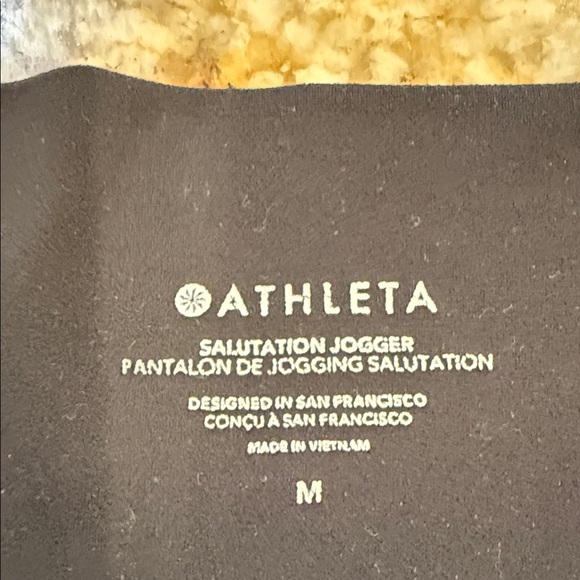 ATHLETA
SALUTATION JOGGER
PANTALON DE JOGGING SALUTATION
DESIGNED IN SAN FRANCISCO
CONÇU À SAN FRANCISCO
MADE IN VIETNAM
M